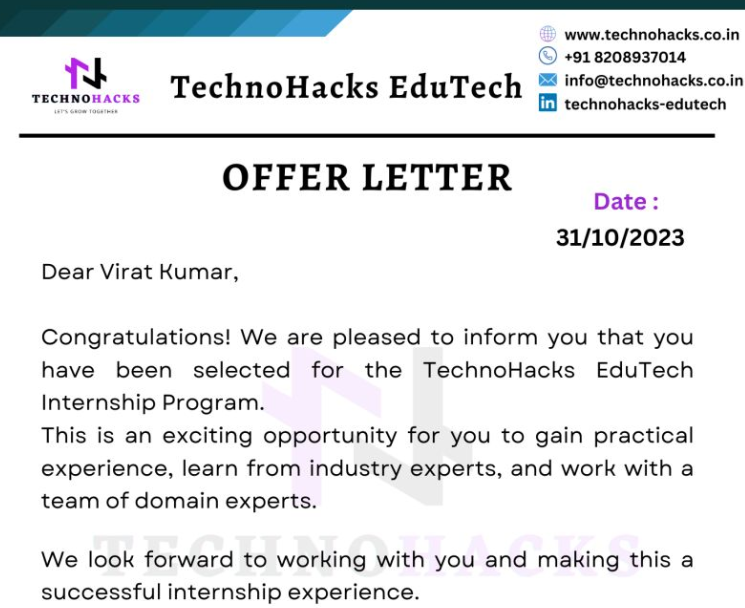 www.technohacks.co.in
+91 8208937014
info@technohacks.co.in
in technohacks-edutech
TECHNOHACKS
LET'S GROW TOGETHER
TechnoHacks EduTech
OFFER LETTER
Date :
31/10/2023
Dear Virat Kumar,
Congratulations! We are pleased to inform you that you
have been selected for the TechnoHacks EduTech
Internship Program.
This is an exciting opportunity for you to gain practical
experience, learn from industry experts, and work with a
team of domain experts.
We look forward to working with you and making this a
successful internship experience.
TECHNOHACKS